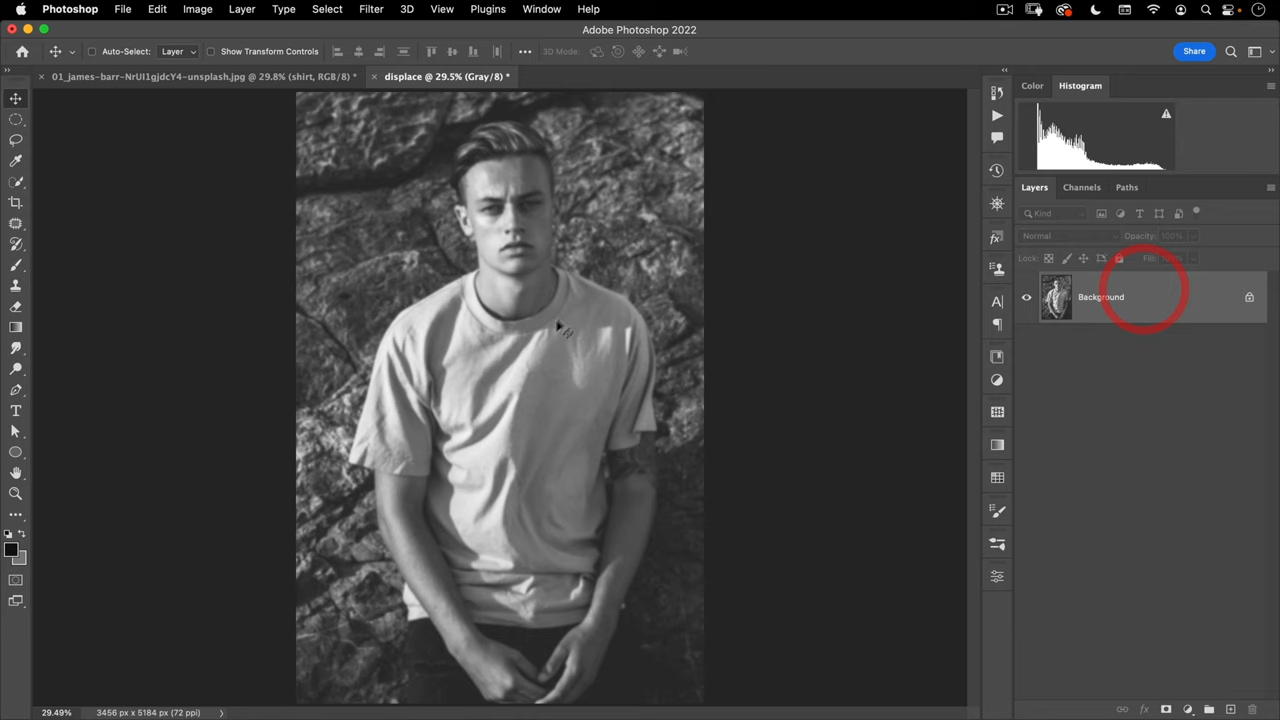 Photoshop File Edit Image Layer Type Select Filter 3D View Plugins Window Help
Adobe Photoshop 2022
Auto-Select: Layer Show Transform Controls 3D Mode: Share
01_james-barr-NrUI1gjdcY4-unsplash.jpg @ 29.8% (shirt, RGB/8) * displace @ 29.5% (Gray/8) *
Color Histogram
Layers Channels Paths
Kind
Normal Opacity: 100%
Lock: Fill: 100%
Background
29.49% 3456 px x 5184 px (72 ppi)